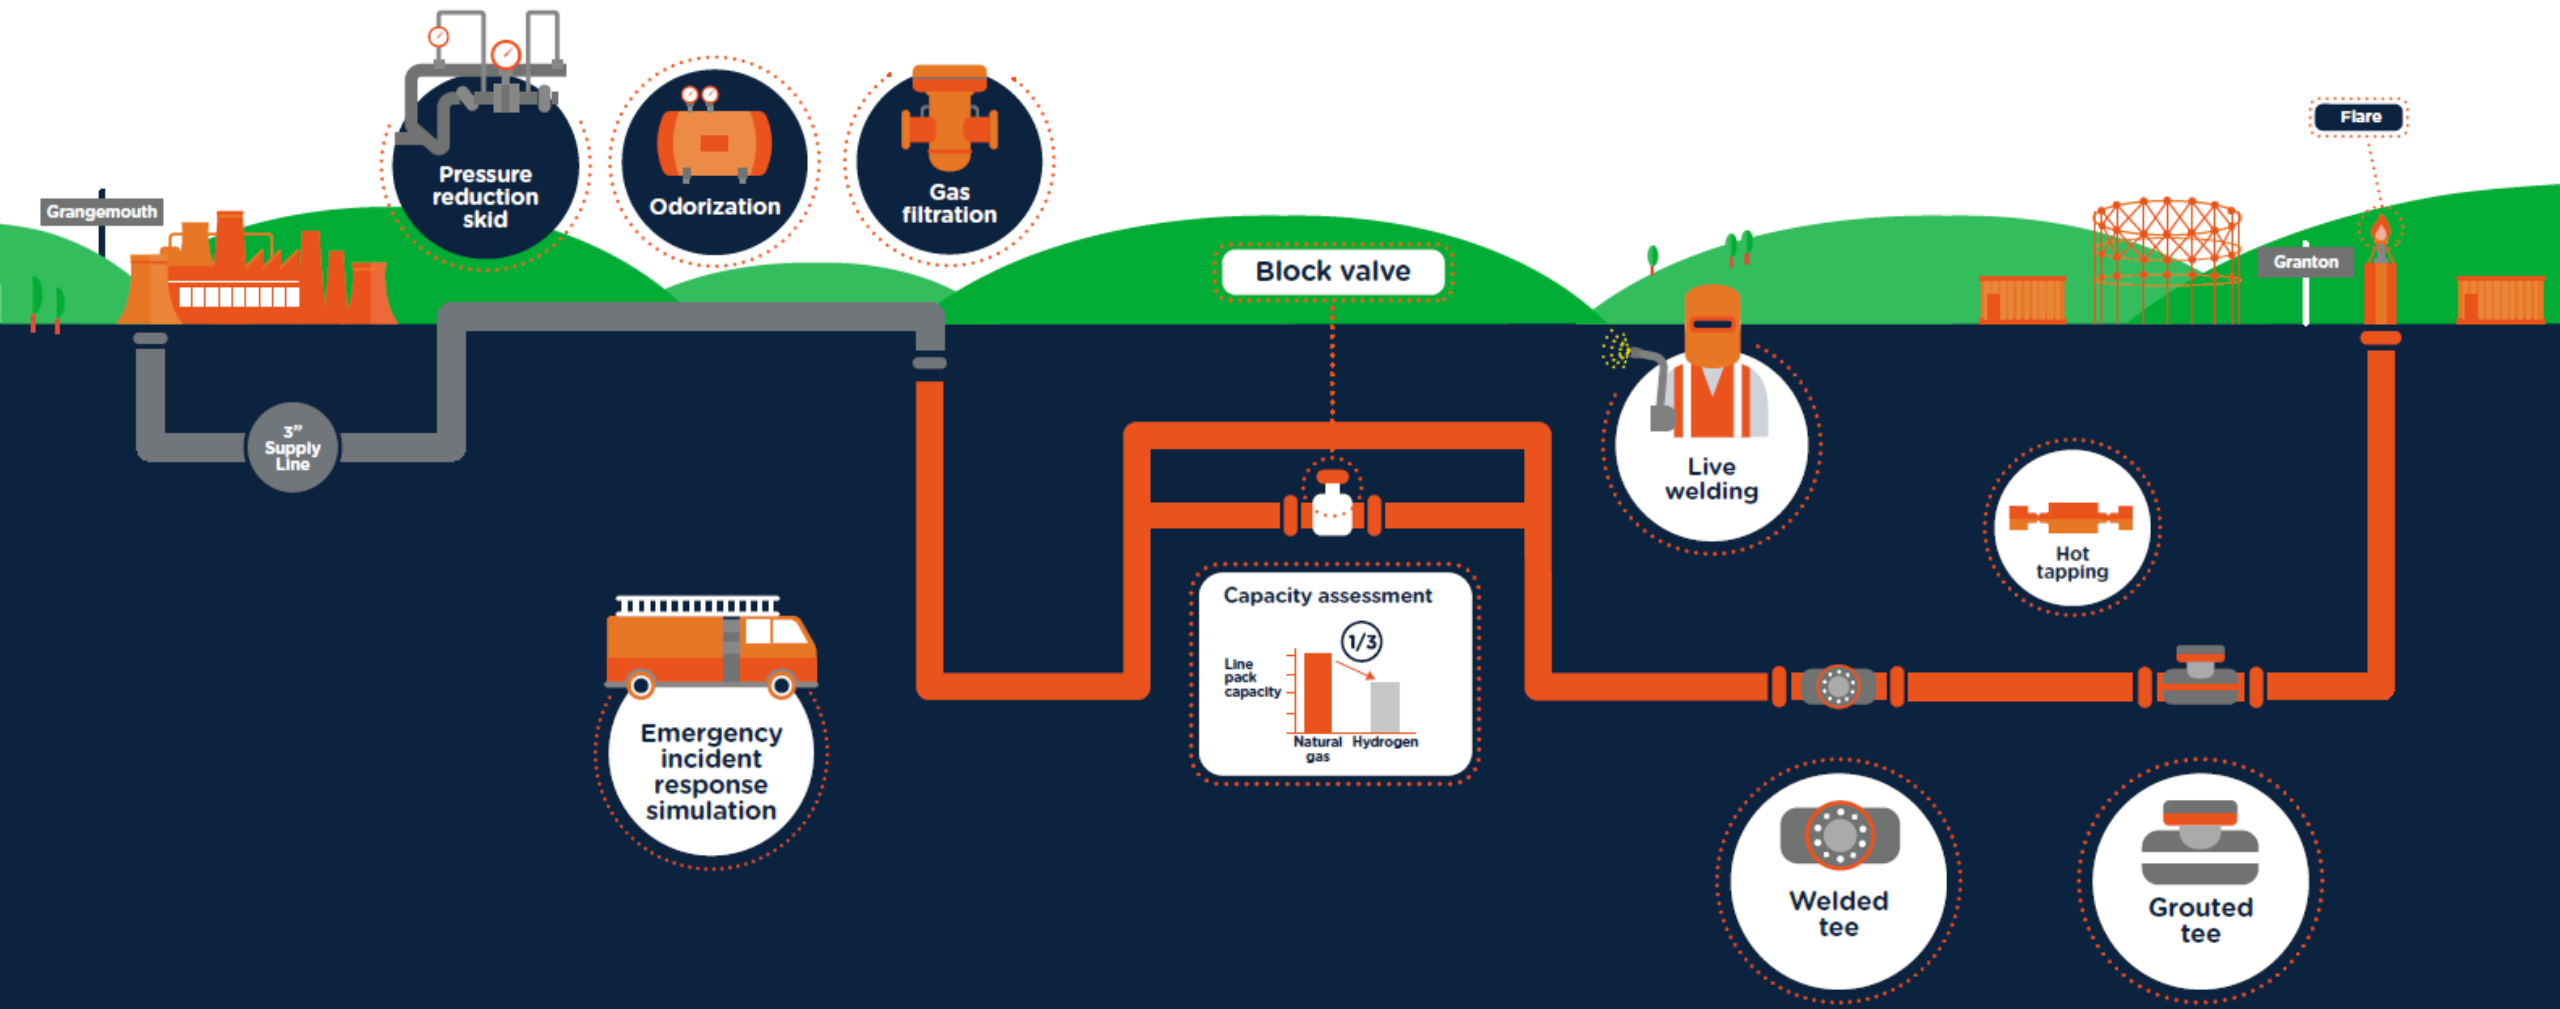 Grangemouth
Pressure
reduction
skid
Odorization
Gas
filtration
Block valve
Flare
Granton
3”
Supply
Line
Live
welding
Hot
tapping
Capacity assessment
1/3
Line
pack
capacity
Natural
gas
Hydrogen
Emergency
incident
response
simulation
Welded
tee
Grouted
tee